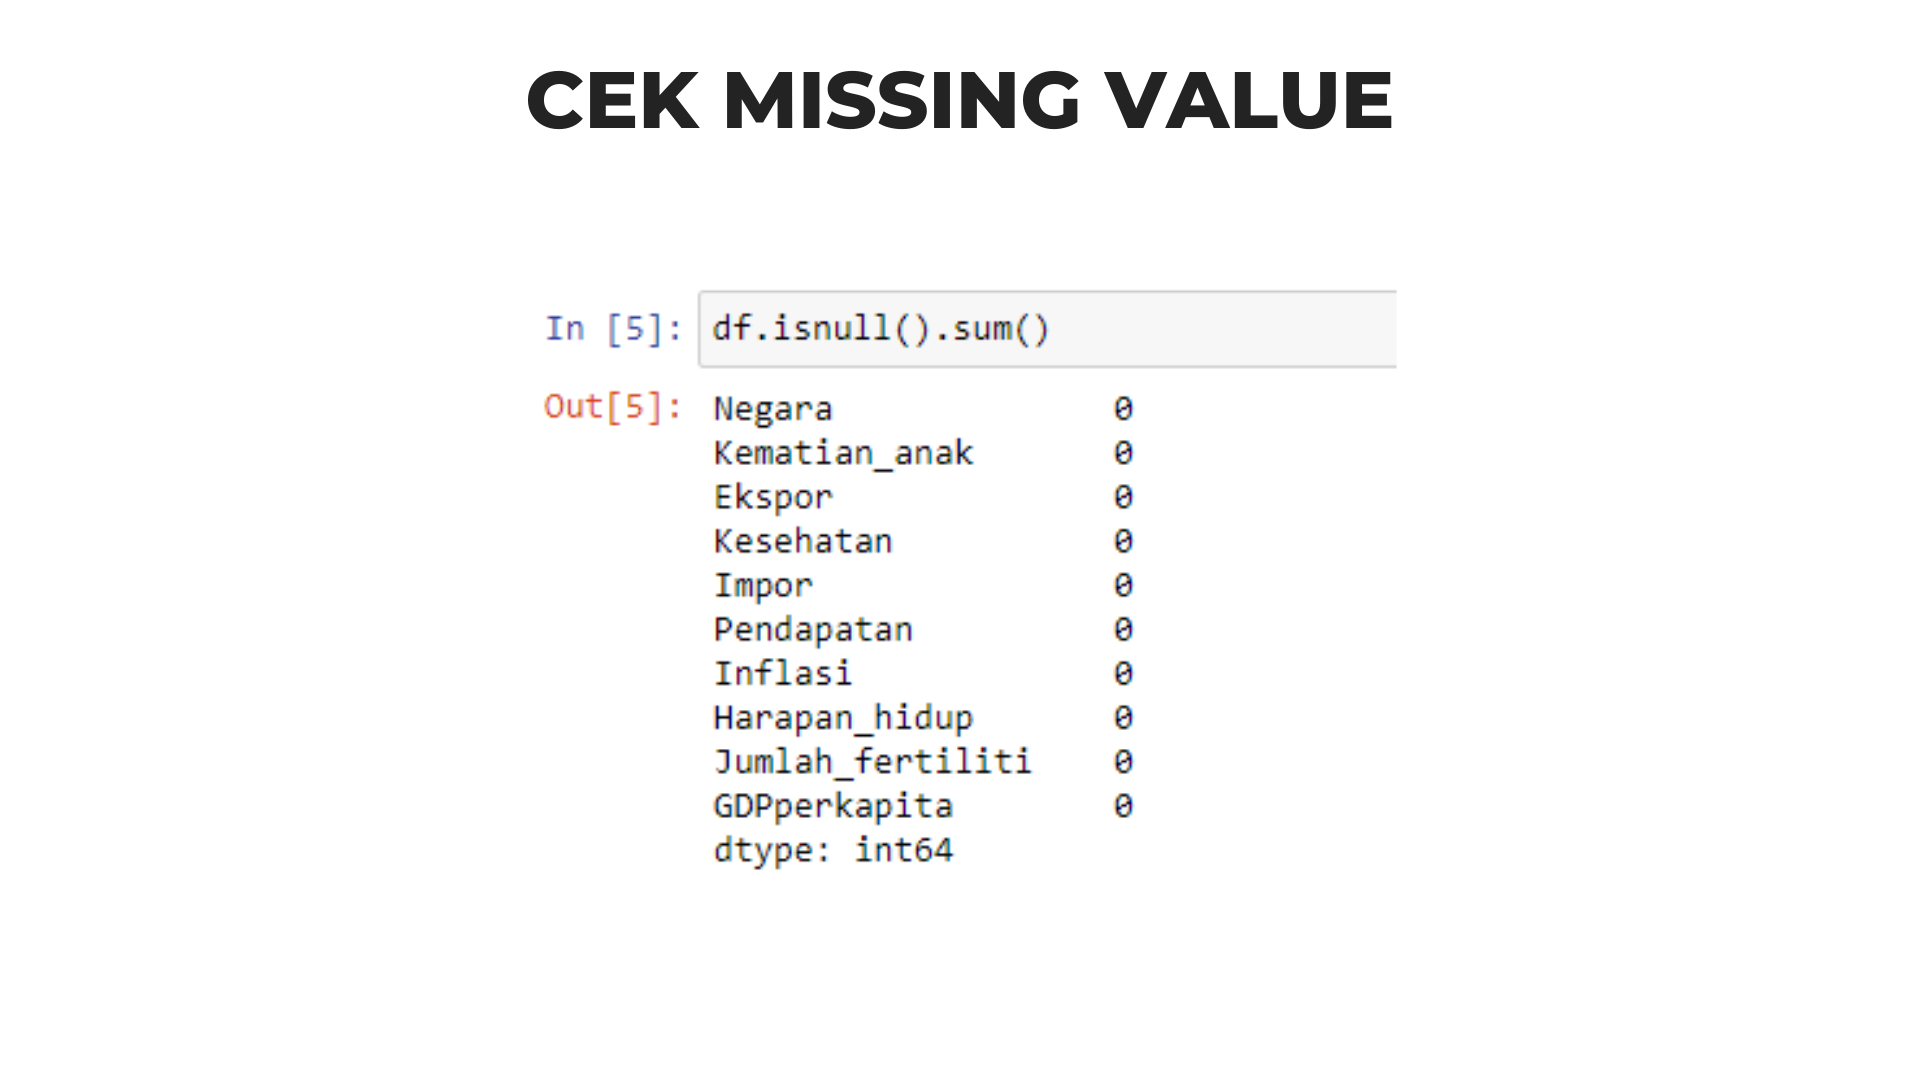 CEK MISSING VALUE
In [5]: df.isnull().sum()
Out[5]: Negara 0
Kematian_anak 0
Ekspor 0
Kesehatan 0
Impor 0
Pendapatan 0
Inflasi 0
Harapan_hidup 0
Jumlah_fertiliti 0
GDPperkapita 0
dtype: int64